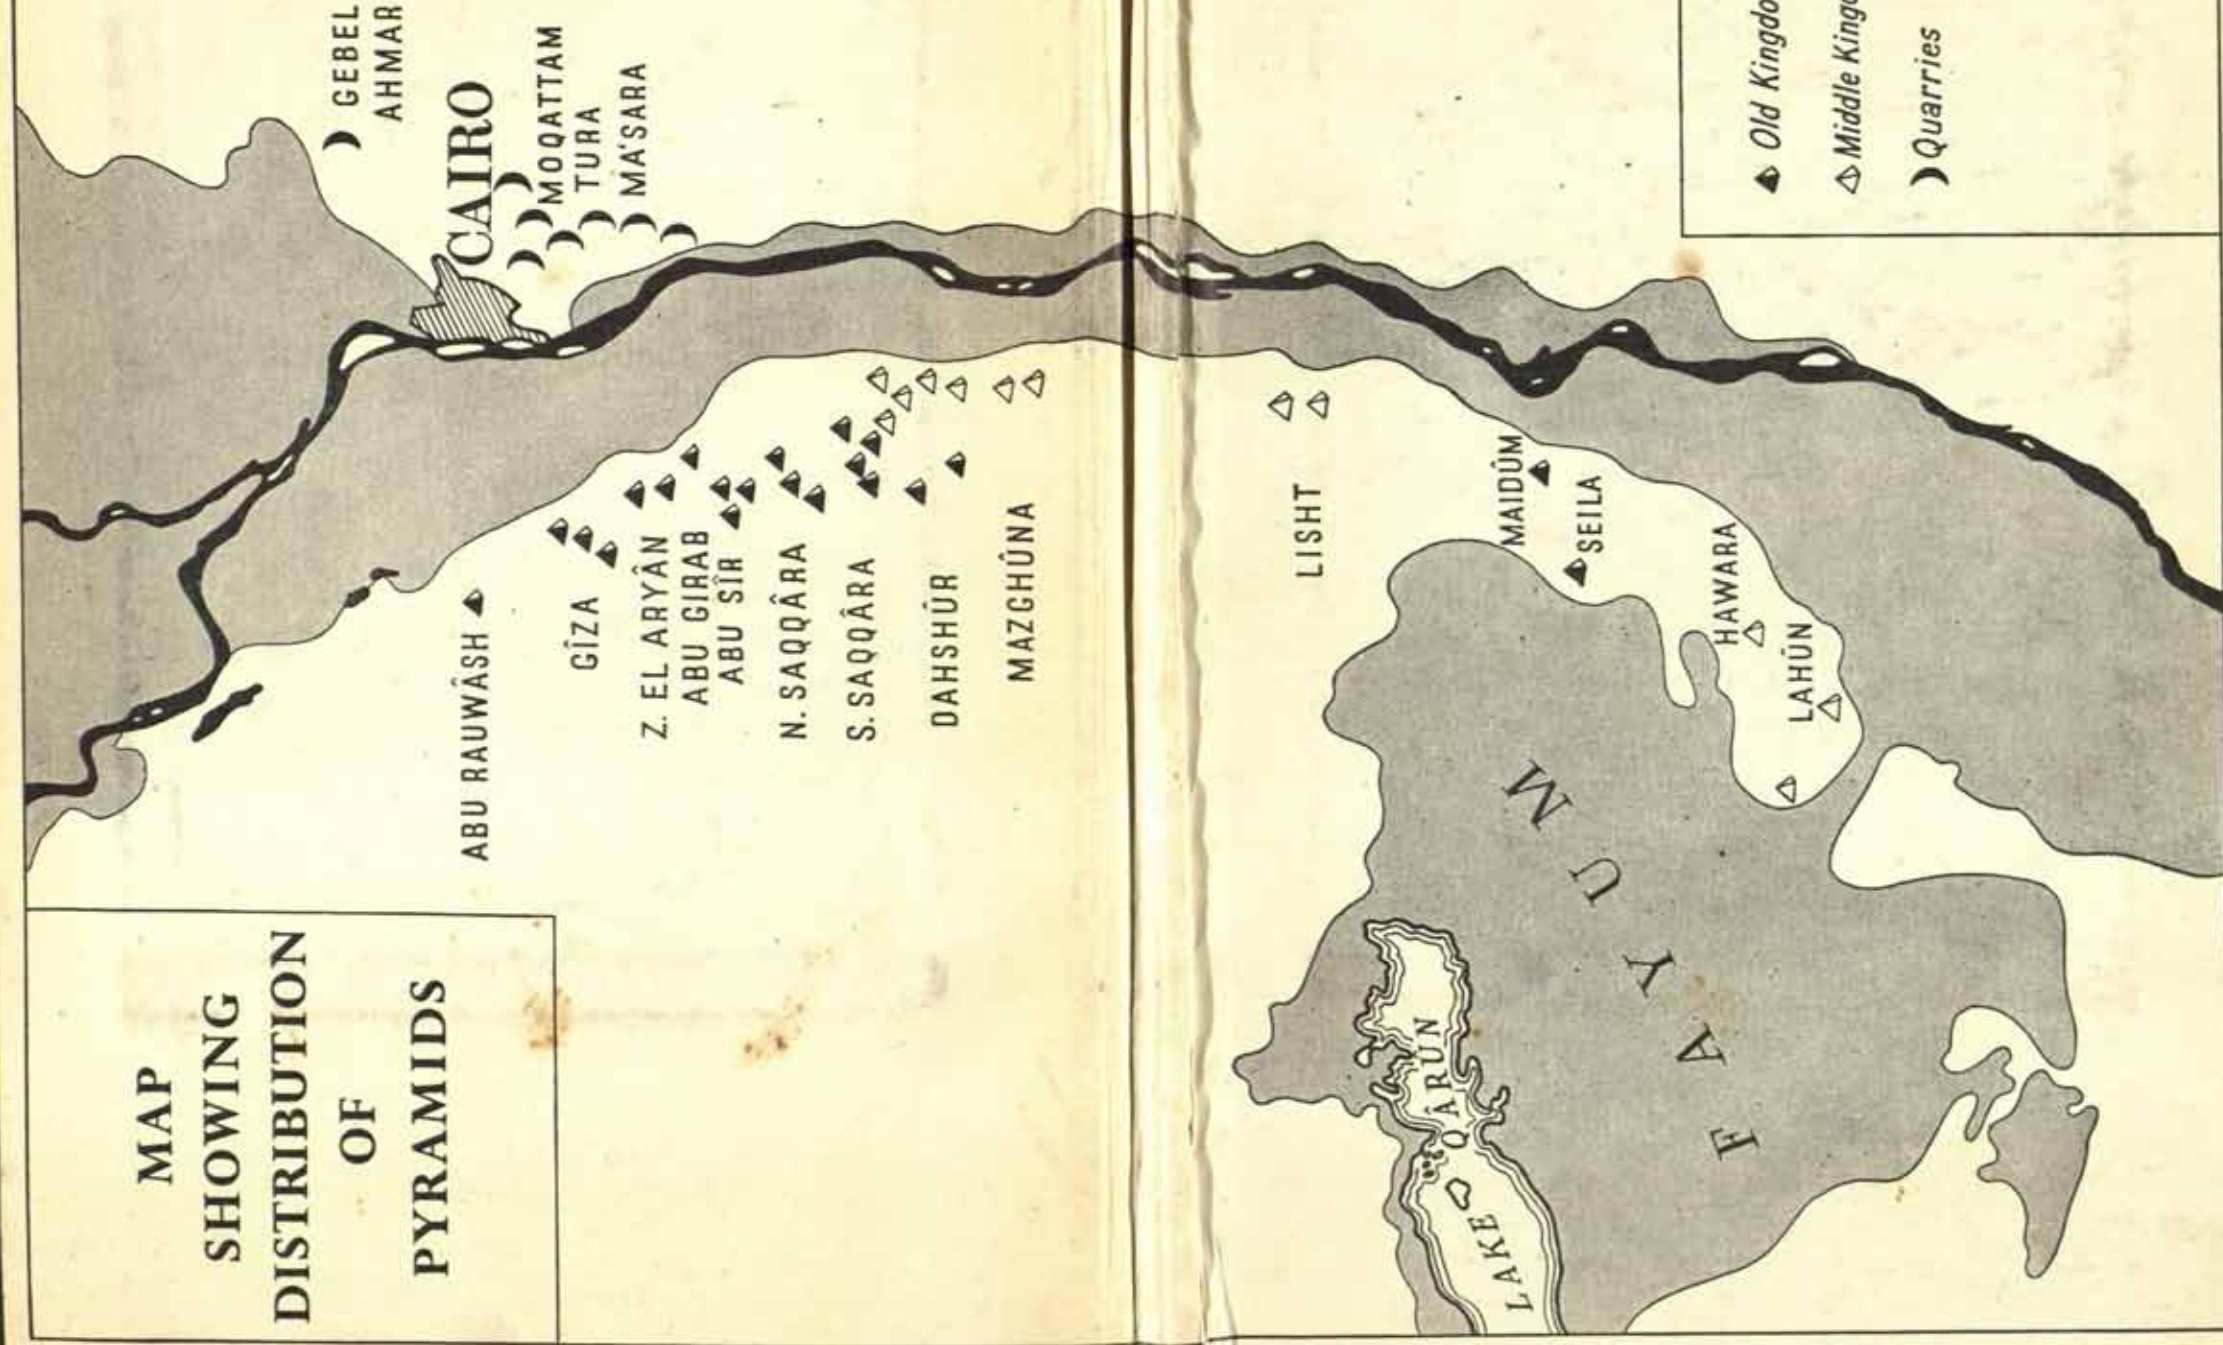 MAP
SHOWING
DISTRIBUTION
OF
PYRAMIDS
GEBEL
AHMAR
CAIRO
MOQATTAM
TURA
MA'SARA
ABU RAUWÂSH
GÎZA
Z. EL ARYÂN
ABU GIRAB
ABU SÎR
N. SAQQÂRA
S. SAQQÂRA
DAHSHÛR
MAZGHÛNA
LISHT
MAIDÛM
SEILA
HAWARA
LAHÛN
FAYUM
LAKE QÂRÛN
Old Kingdo
Middle Kingd
Quarries